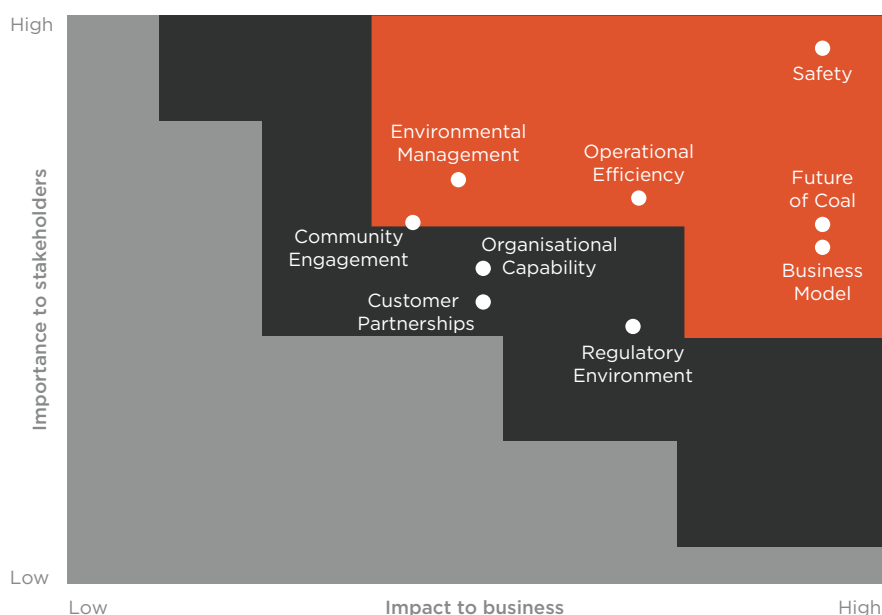 High
Safety
Environmental
Management
Operational
Efficiency
Future
of Coal
Community
Engagement
Organisational
Capability
Business
Model
Customer
Partnerships
Regulatory
Environment
Importance to stakeholders
Low
Low
Impact to business
High